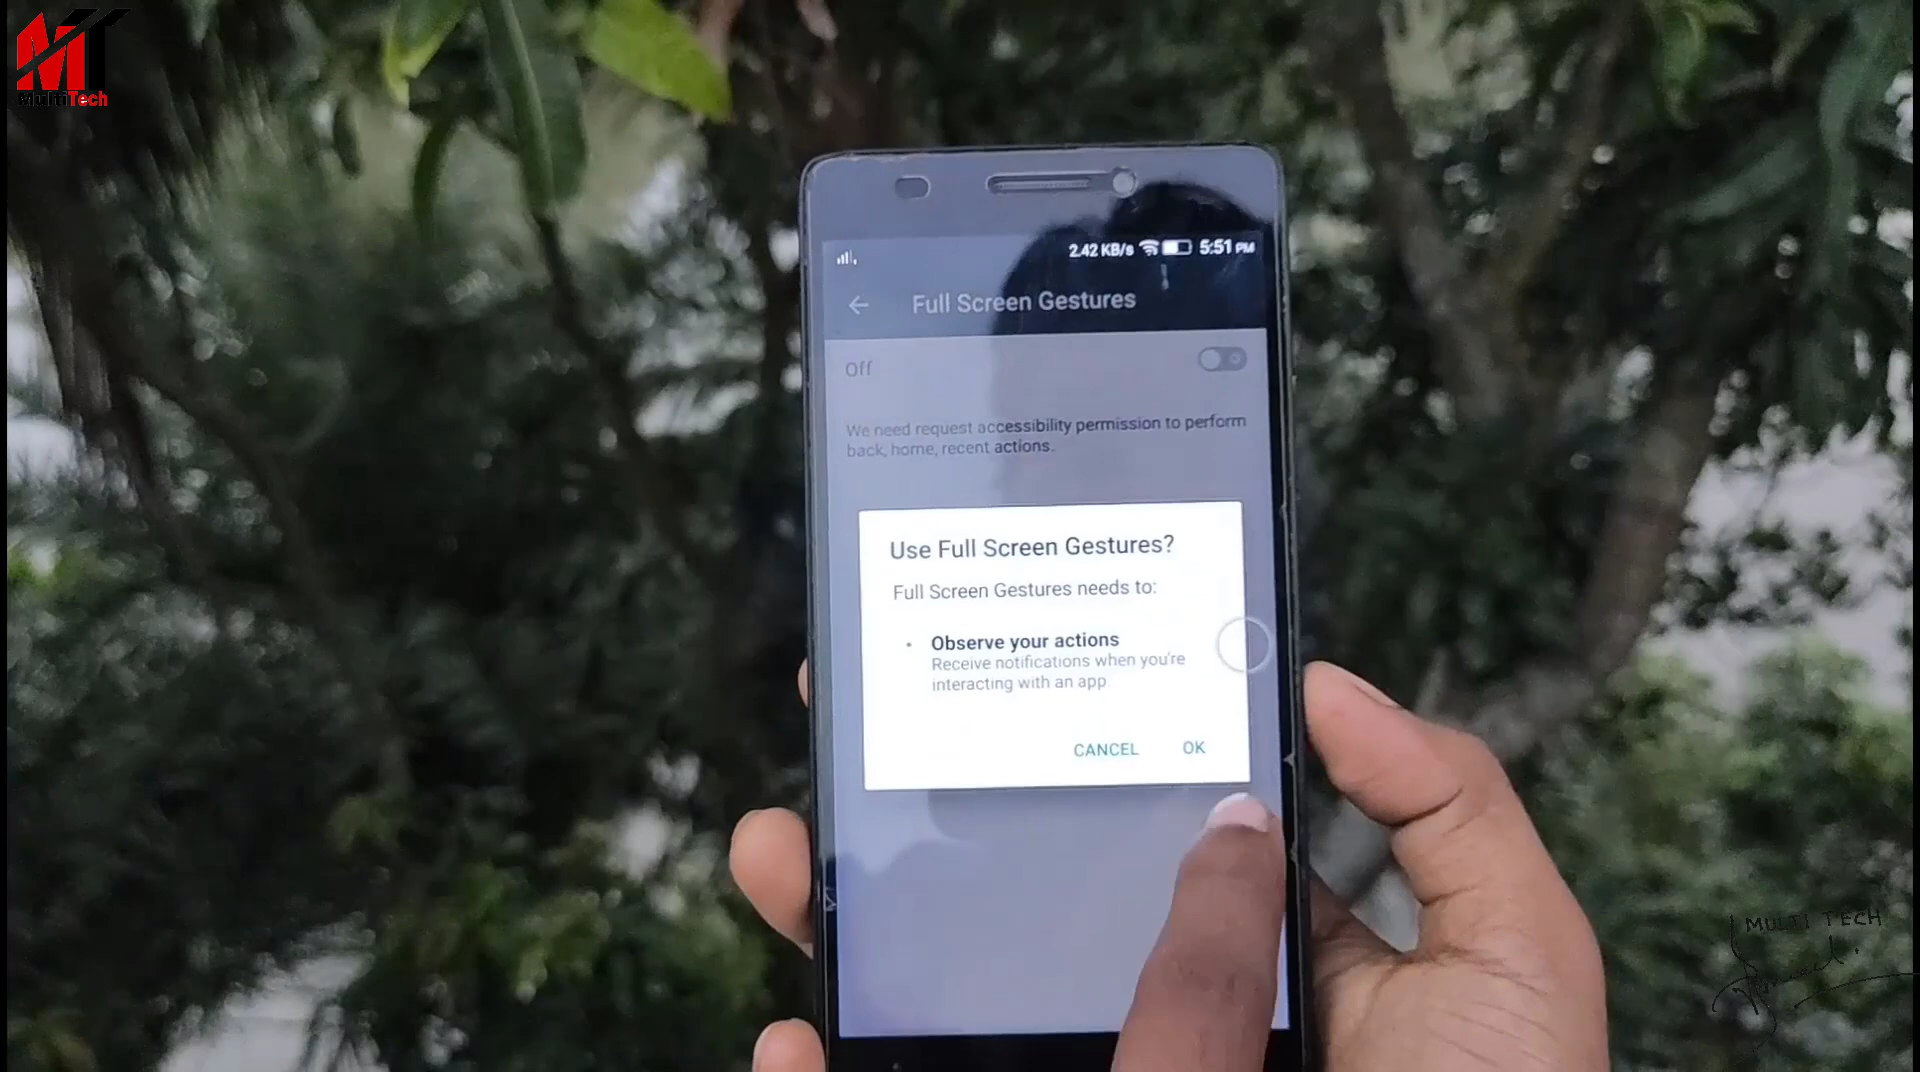 MT
MultiTech
2.42 KB/s 5:51 PM
Full Screen Gestures
Off
We need request accessibility permission to perform
back, home, recent actions.
Use Full Screen Gestures?
Full Screen Gestures needs to:
• Observe your actions
Receive notifications when you're
interacting with an app
CANCEL OK
MULTI TECH